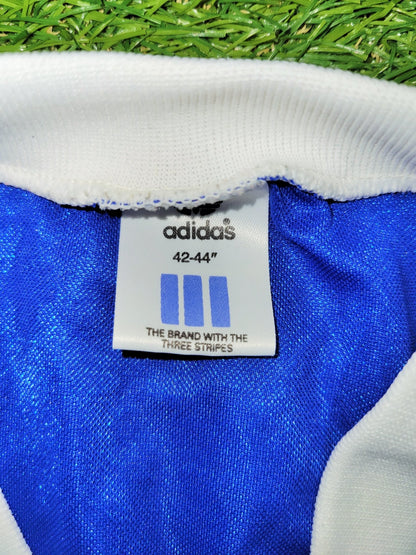 adidas®
42-44"
THE BRAND WITH THE
THREE STRIPES